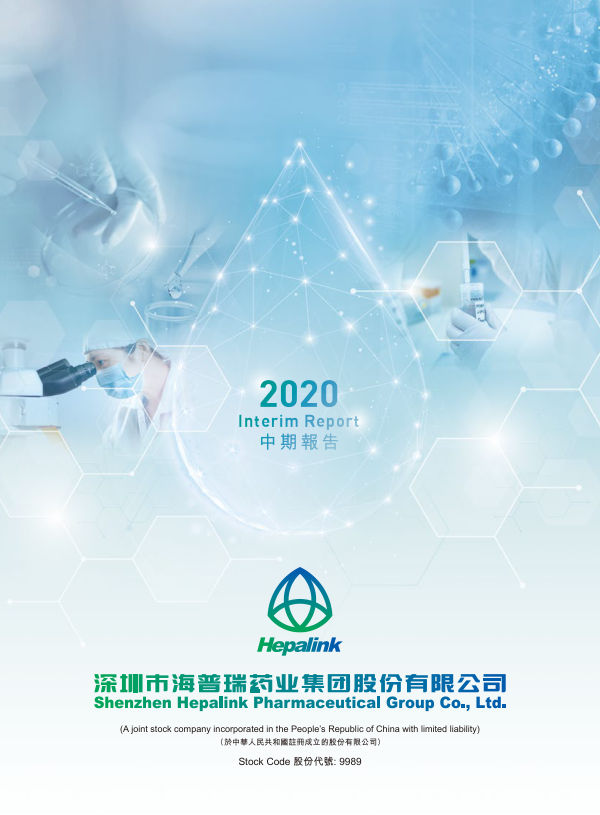 2020
Interim Report
中期報告
Hepalink
深圳市海普瑞药业集团股份有限公司
Shenzhen Hepalink Pharmaceutical Group Co., Ltd.
(A joint stock company incorporated in the People's Republic of China with limited liability)
(於中華人民共和國註冊成立的股份有限公司)
Stock Code 股份代號: 9989